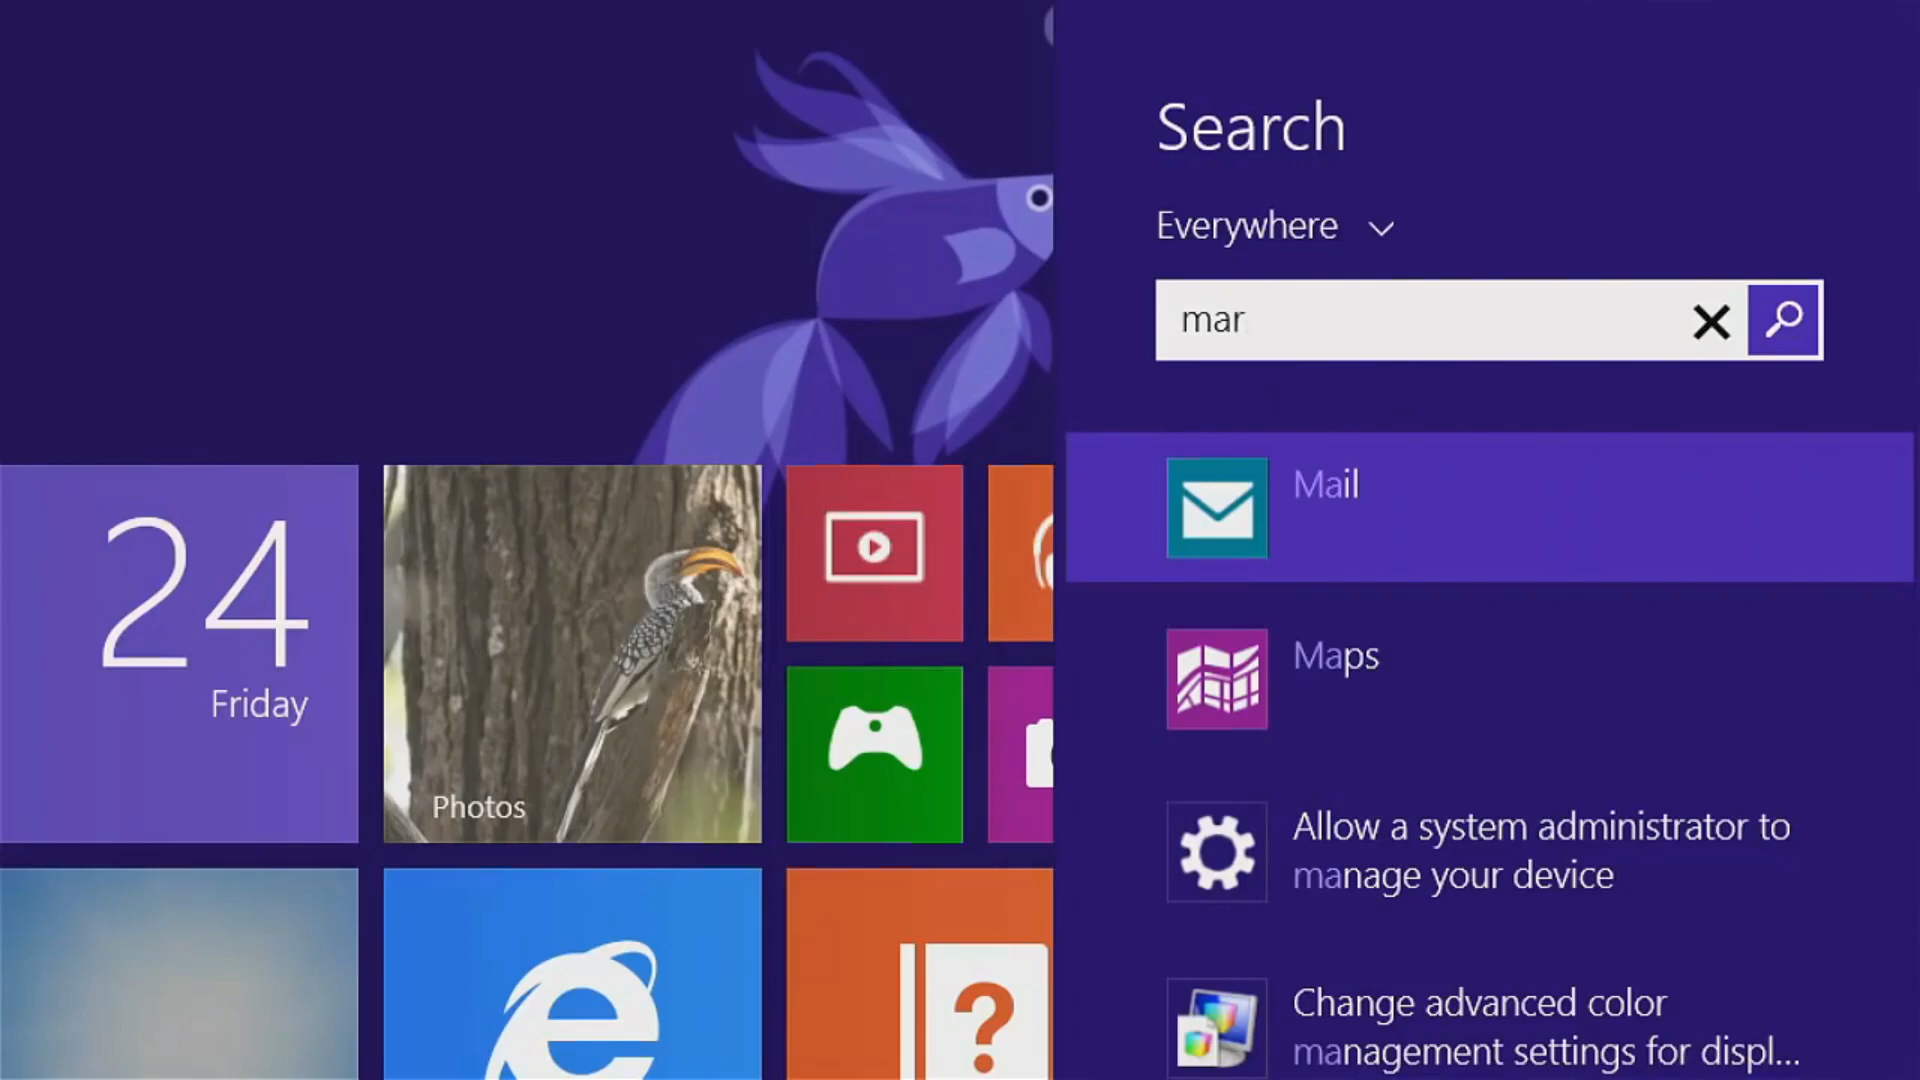 Search
Everywhere
mar
Mail
Maps
Allow a system administrator to
manage your device
Change advanced color
management settings for displ...
24
Friday
Photos
?